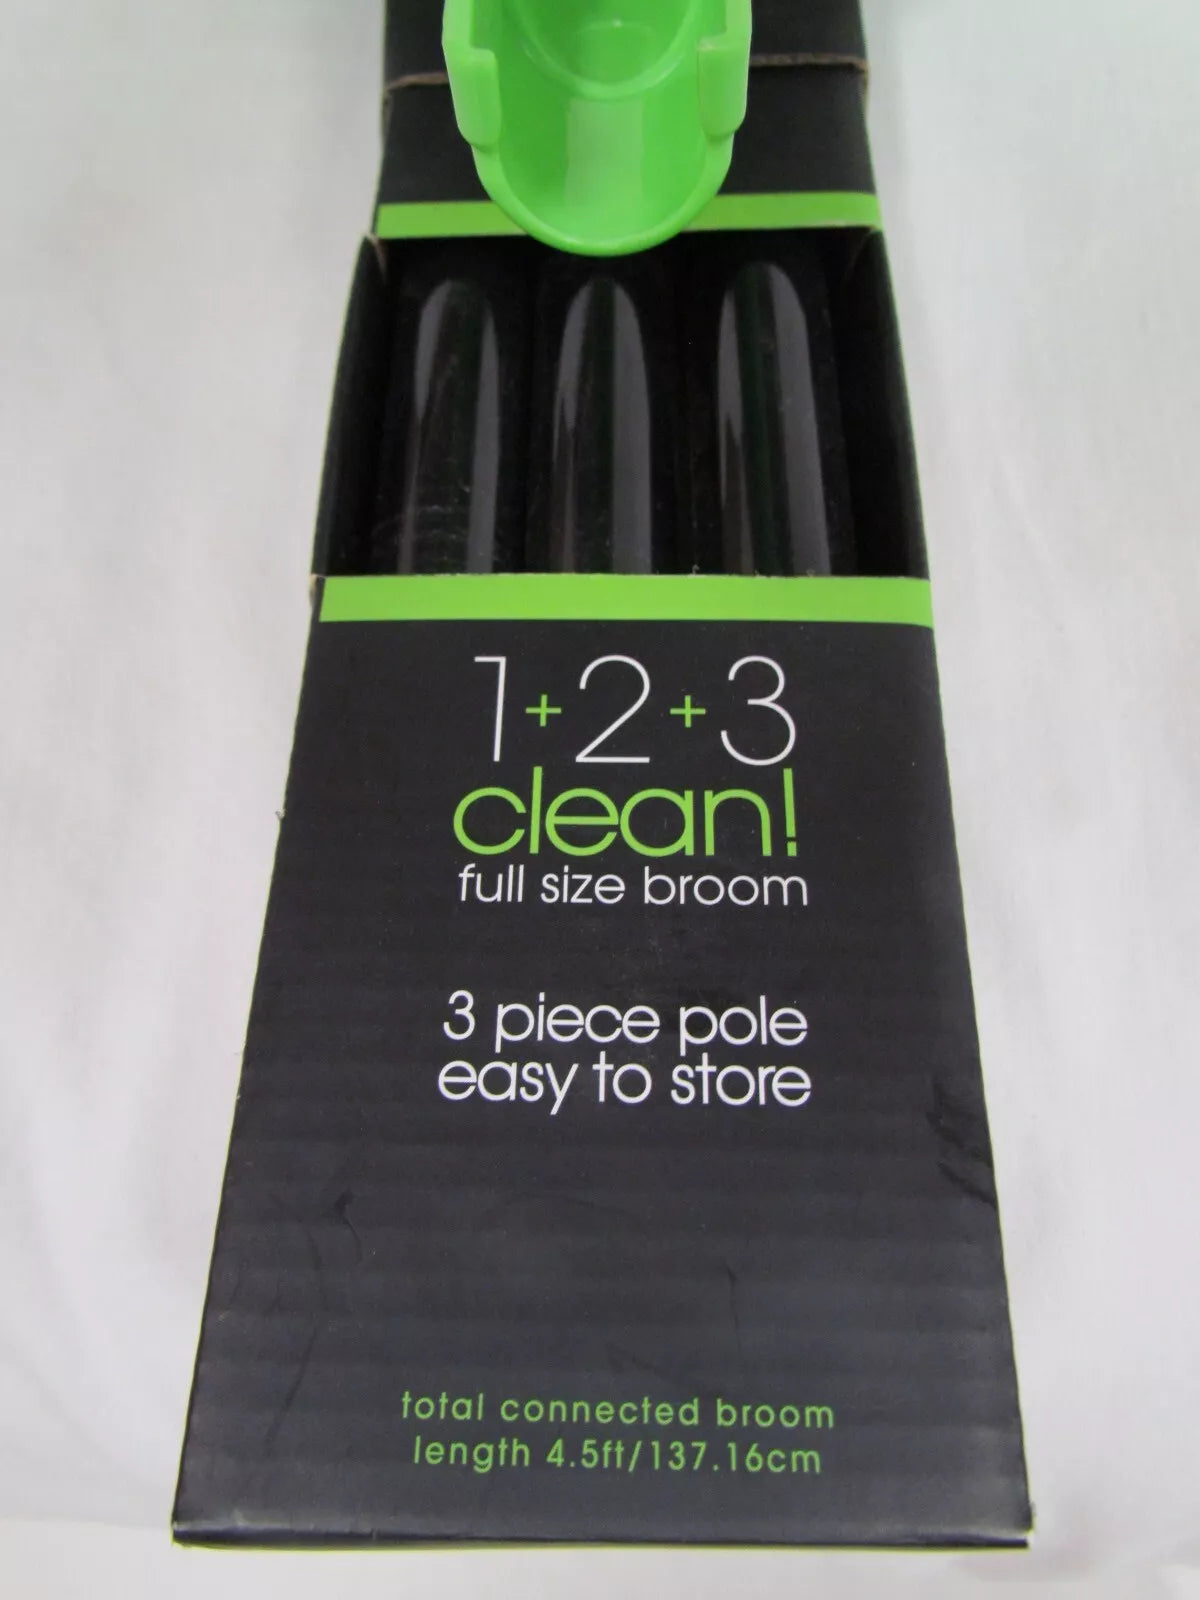 1+2+3
clean!
full size broom
3 piece pole
easy to store
total connected broom
length 4.5ft/137.16cm